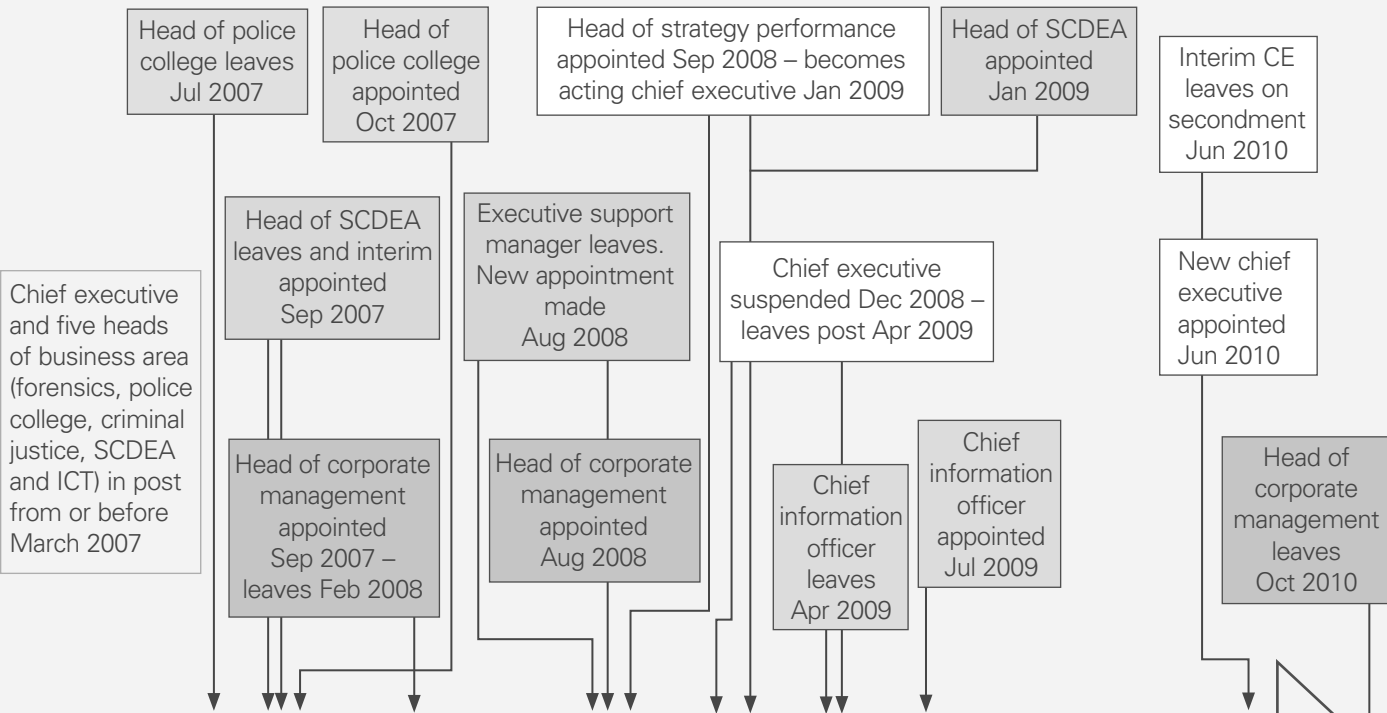 Head of police
college leaves
Jul 2007
Head of
police college
appointed
Oct 2007
Head of strategy performance
appointed Sep 2008 – becomes
acting chief executive Jan 2009
Head of SCDEA
appointed
Jan 2009
Interim CE
leaves on
secondment
Jun 2010
Head of SCDEA
leaves and interim
appointed
Sep 2007
Executive support
manager leaves.
New appointment
made
Aug 2008
Chief executive
suspended Dec 2008 –
leaves post Apr 2009
New chief
executive
appointed
Jun 2010
Chief executive
and five heads
of business area
(forensics, police
college, criminal
justice, SCDEA
and ICT) in post
from or before
March 2007
Head of corporate
management
appointed
Sep 2007 –
leaves Feb 2008
Head of corporate
management
appointed
Aug 2008
Chief
information
officer
leaves
Apr 2009
Chief
information
officer
appointed
Jul 2009
Head of
corporate
management
leaves
Oct 2010